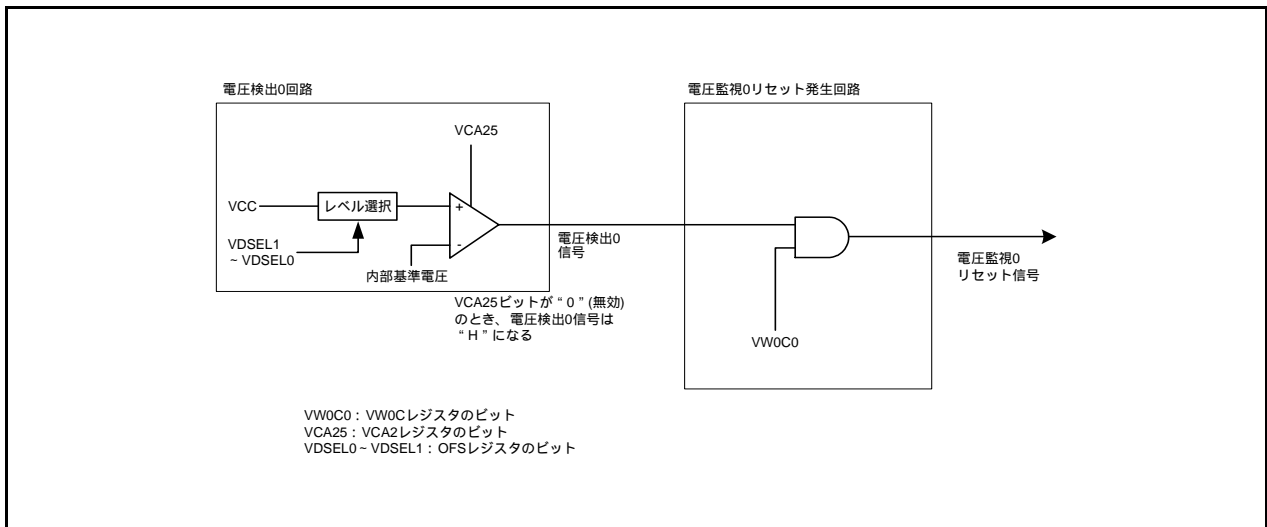 電圧検出0回路
VCA25
VCC
レベル選択
+
-
VDSEL1
~ VDSEL0
内部基準電圧
電圧検出0
信号
VCA25ビットが“0”(無効)
のとき、電圧検出0信号は
“H”になる
電圧監視0リセット発生回路
VW0C0
電圧監視0
リセット信号
VW0C0：VW0Cレジスタのビット
VCA25：VCA2レジスタのビット
VDSEL0～VDSEL1：OFSレジスタのビット